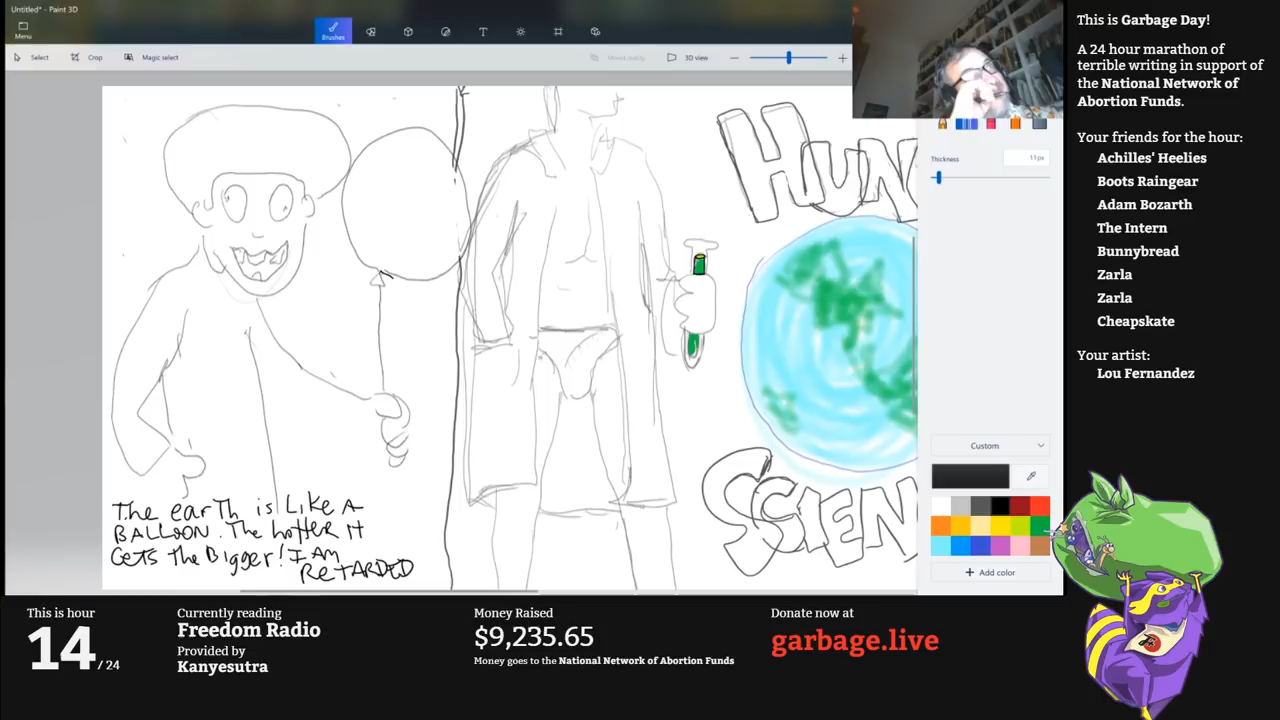 Untitled* - Paint 3D
Menu
Brushes
Select
Crop
Magic select
Mixed reality
3D view
HUN
SCIEN
The earth is Like A
BALLOON. The hotter It
Gets the Bigger! I AM
RETARDED
Thickness
11px
Custom
Add color
This is Garbage Day!
A 24 hour marathon of
terrible writing in support of
the National Network of
Abortion Funds.
Your friends for the hour:
Achilles' Heelies
Boots Raingear
Adam Bozarth
The Intern
Bunnybread
Zarla
Zarla
Cheapskate
Your artist:
Lou Fernandez
This is hour
14 / 24
Currently reading
Freedom Radio
Provided by
Kanyesutra
Money Raised
$9,235.65
Money goes to the National Network of Abortion Funds
Donate now at
garbage.live